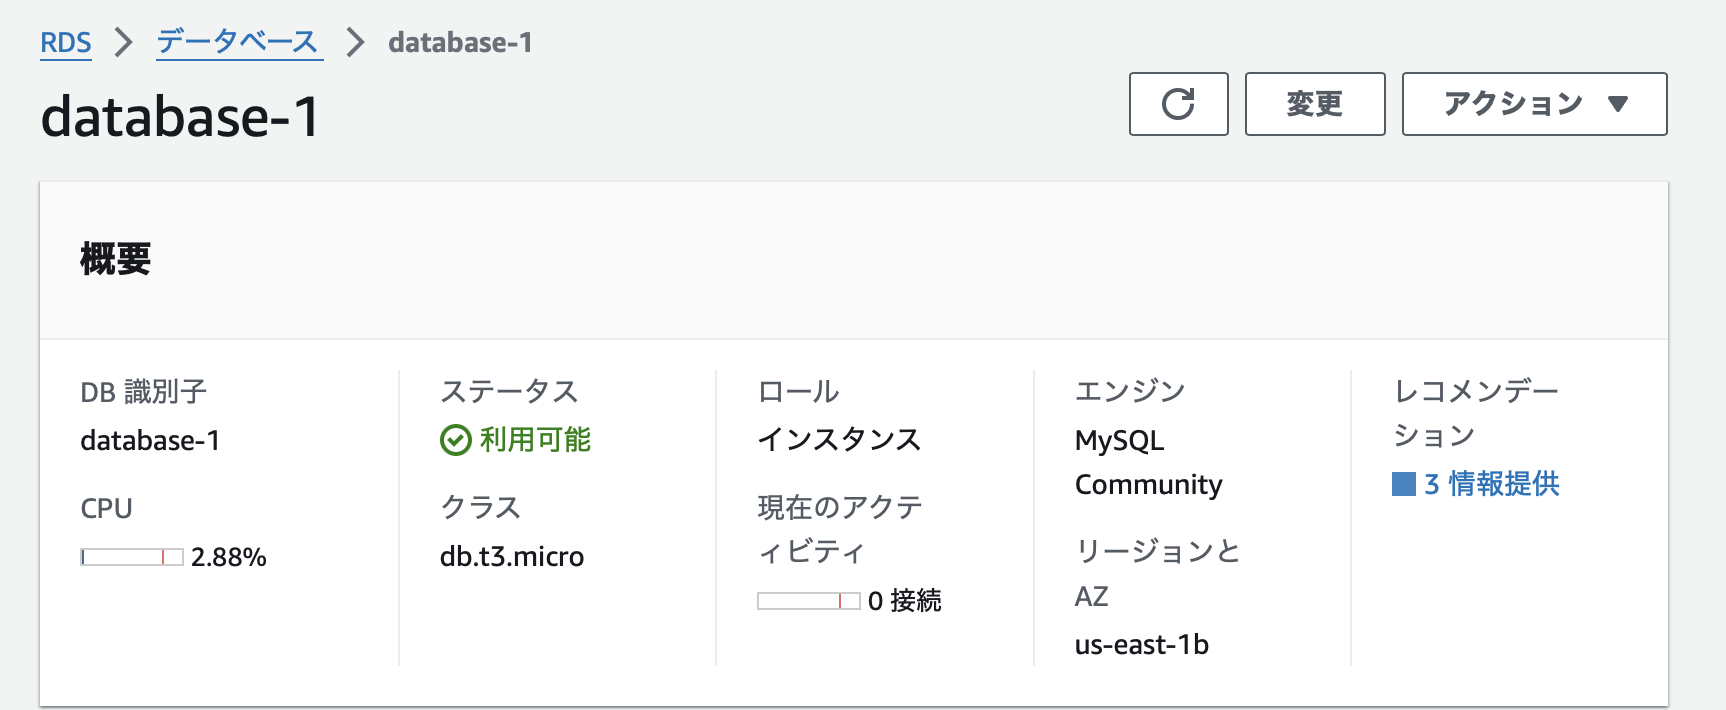 RDS > データベース > database-1
database-1
変更
アクション ▼
概要
DB 識別子
database-1
CPU
2.88%
ステータス
利用可能
クラス
db.t3.micro
ロール
インスタンス
現在のアクテ
ィビティ
0 接続
エンジン
MySQL
Community
リージョンと
AZ
us-east-1b
レコメンデー
ション
3 情報提供